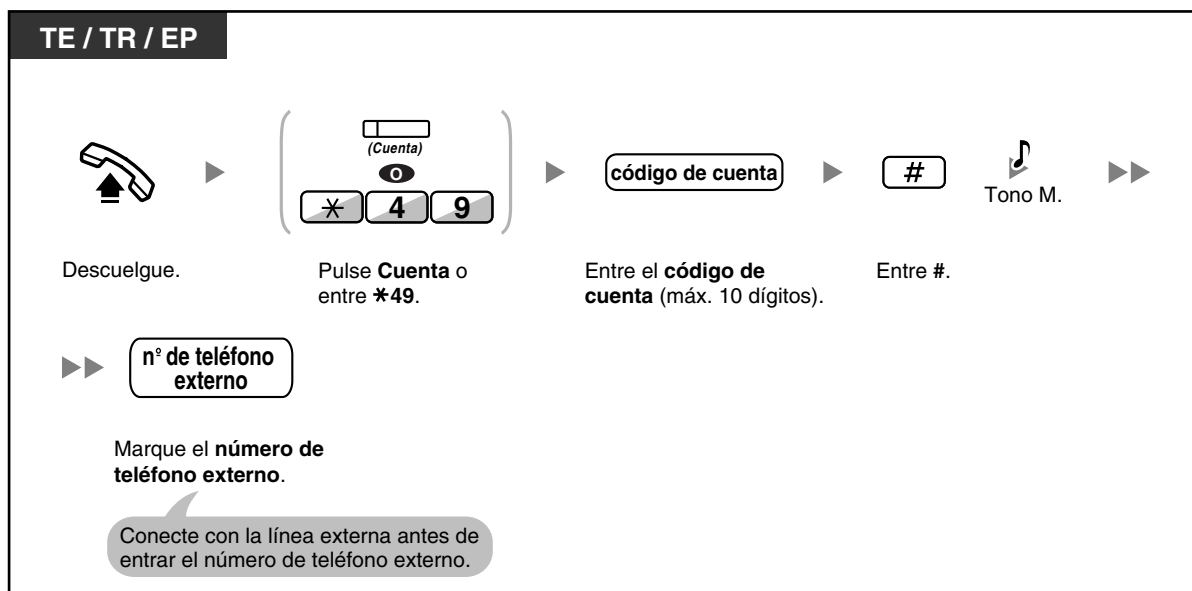 TE / TR / EP
(Cuenta)
O
* 4 9
código de cuenta
#
Tono M.
Descuelgue.
Pulse Cuenta o
entre *49.
Entre el código de
cuenta (máx. 10 dígitos).
Entre #.
nº de teléfono
externo
Marque el número de
teléfono externo.
Conecte con la línea externa antes de
entrar el número de teléfono externo.